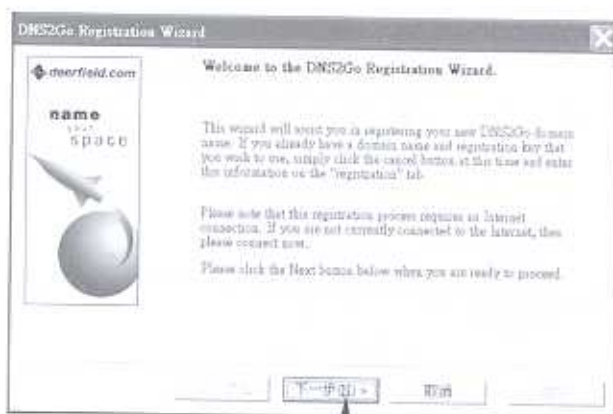 DNS2Go Registration Wizard
deerfield.com
name
your
space
Welcome to the DNS2Go Registration Wizard.
This wizard will assist you in registering your new DNS2Go domain
name. If you already have a domain name and registration key that
you wish to use, simply click the cancel button at this time and enter
this information on the "registration" tab.
Please note that this registration process requires an Internet
connection. If you are not currently connected to the Internet, then
please connect now.
Please click the Next button below when you are ready to proceed.
下一步(N) >
取消